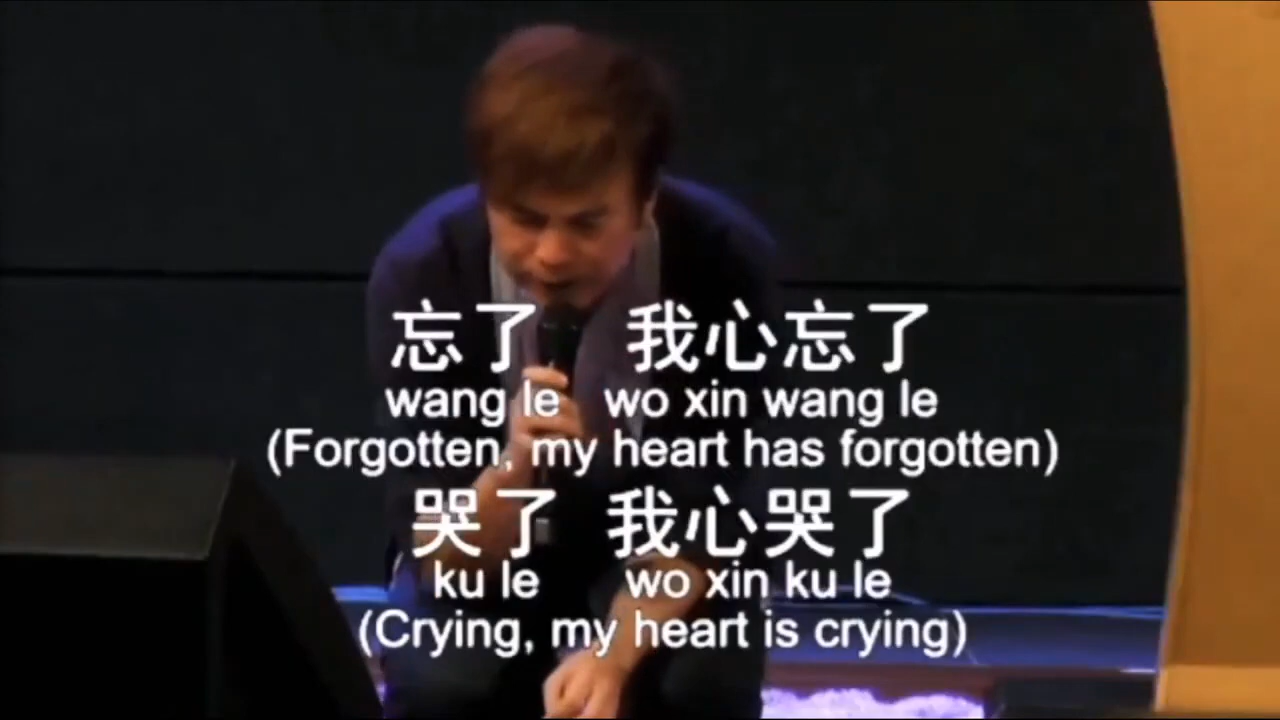 忘了 我心忘了
wang le wo xin wang le
(Forgotten, my heart has forgotten)
哭了 我心哭了
ku le wo xin ku le
(Crying, my heart is crying)